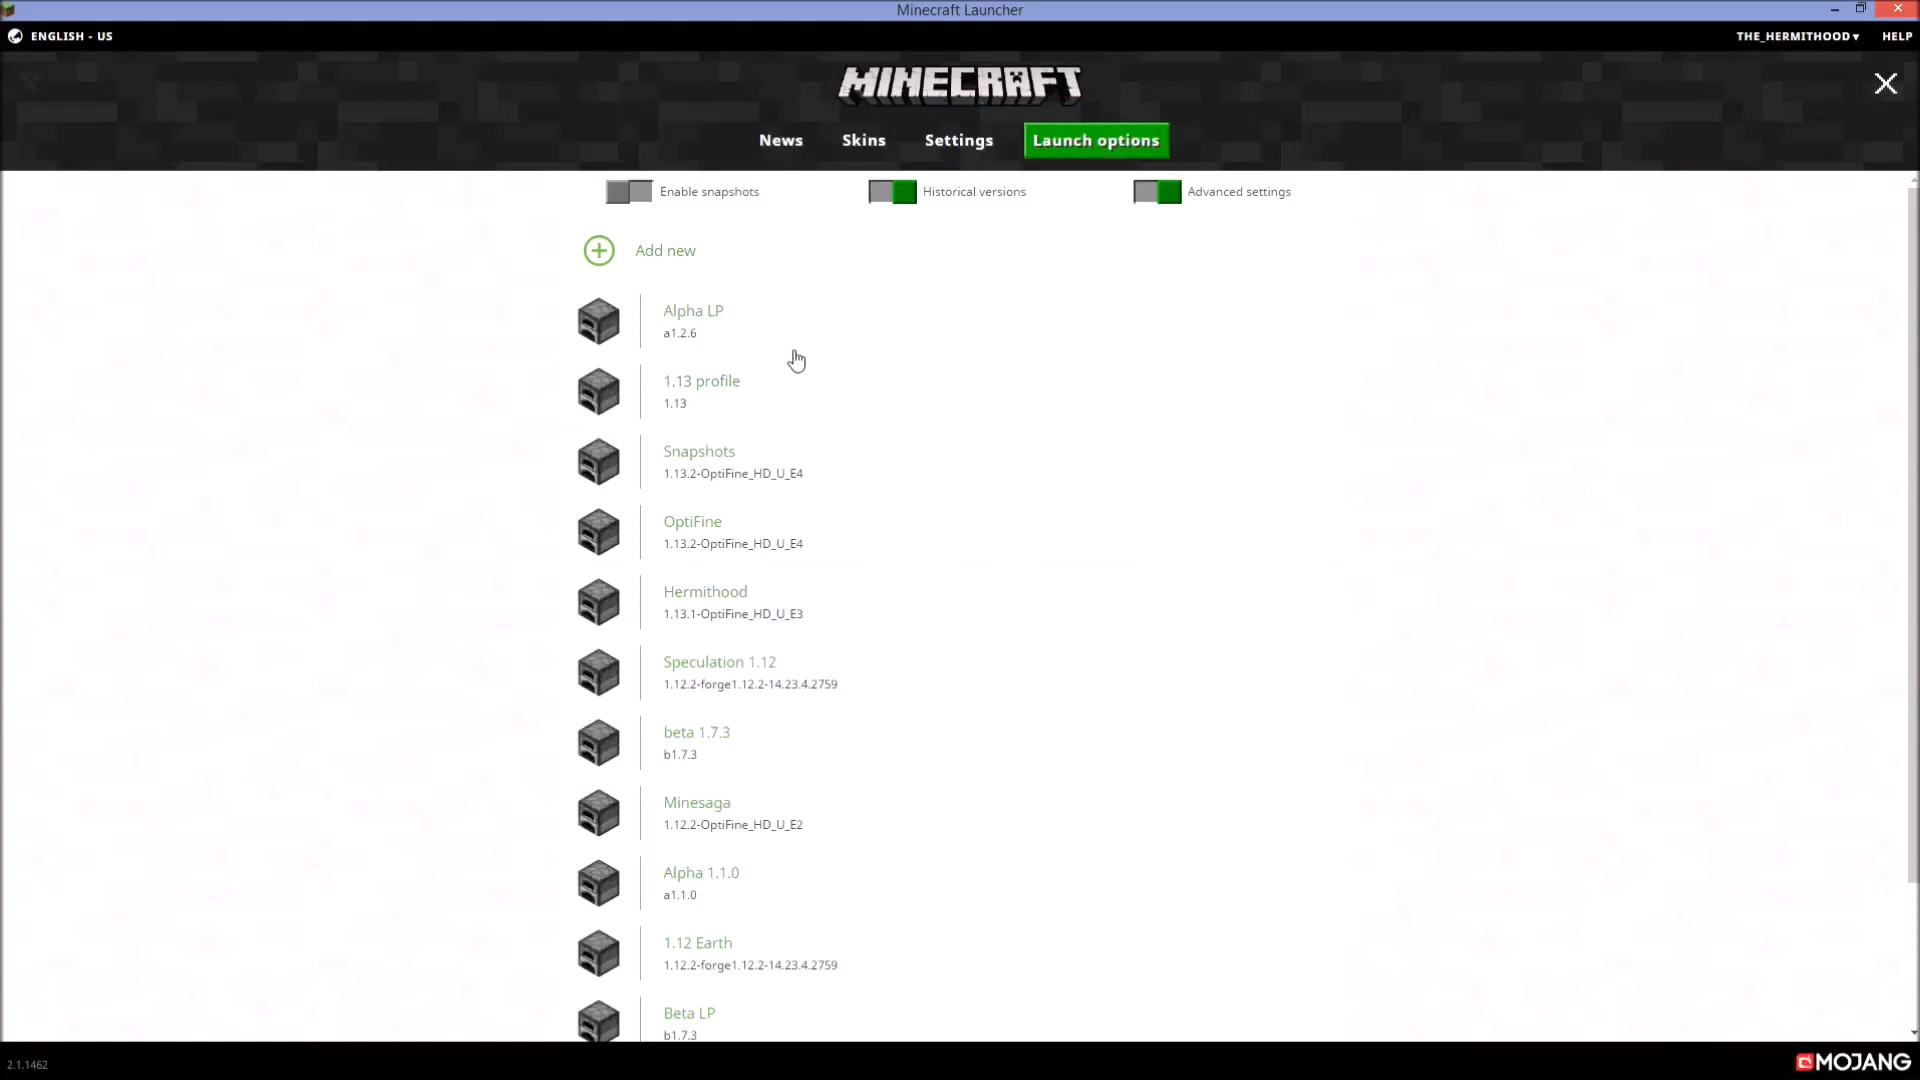 Minecraft Launcher
ENGLISH - US
THE_HERMITHOOD▾ HELP
MINECRAFT
News Skins Settings Launch options
Enable snapshots Historical versions Advanced settings
Add new
Alpha LP
a1.2.6
1.13 profile
1.13
Snapshots
1.13.2-OptiFine_HD_U_E4
OptiFine
1.13.2-OptiFine_HD_U_E4
Hermithood
1.13.1-OptiFine_HD_U_E3
Speculation 1.12
1.12.2-forge1.12.2-14.23.4.2759
beta 1.7.3
b1.7.3
Minesaga
1.12.2-OptiFine_HD_U_E2
Alpha 1.1.0
a1.1.0
1.12 Earth
1.12.2-forge1.12.2-14.23.4.2759
Beta LP
b1.7.3
2.1.1462
MOJANG